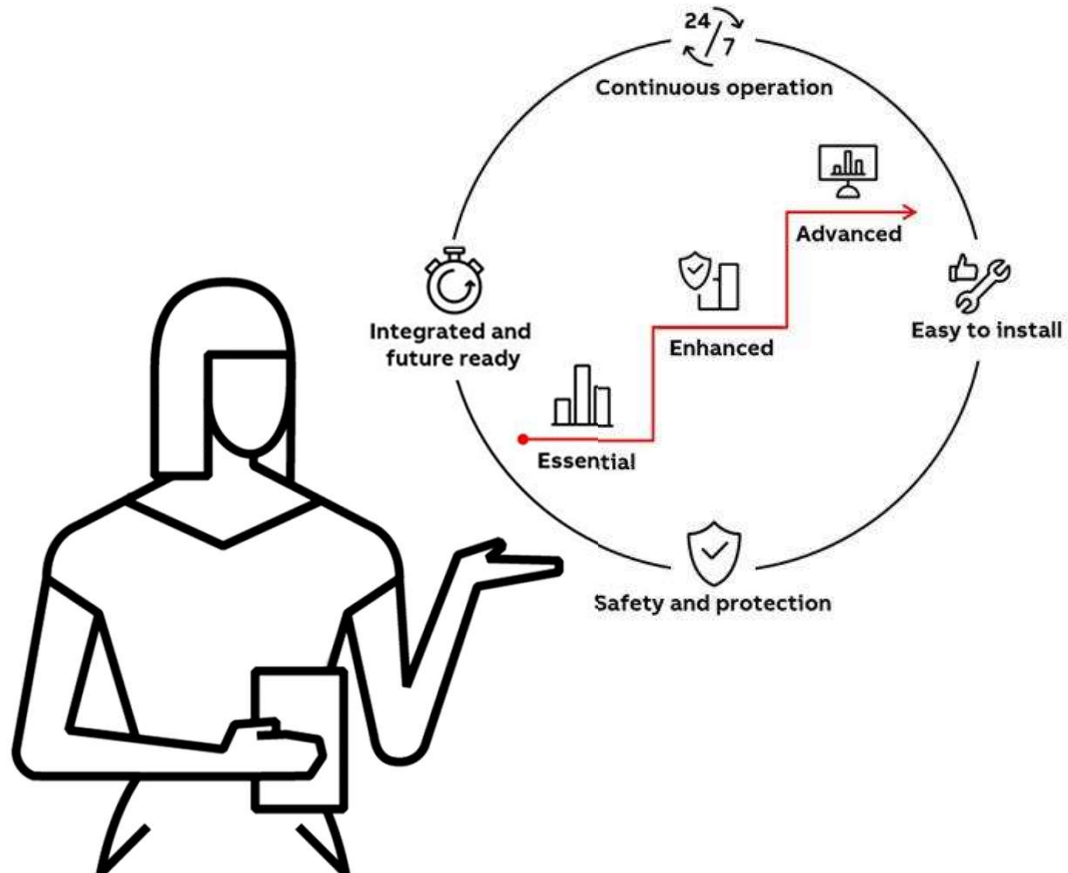 24/7
Continuous operation
Advanced
Integrated and
future ready
Enhanced
Easy to install
Essential
Safety and protection